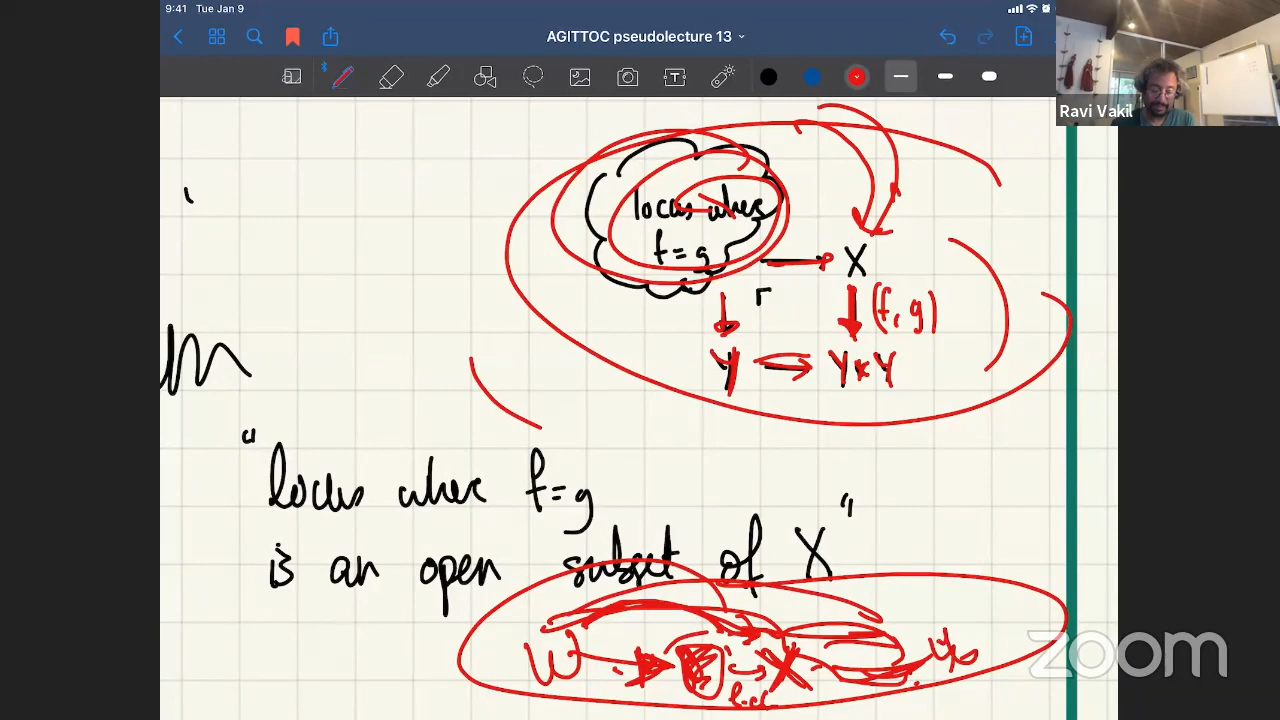 9:41 Tue Jan 9
AGITTOC pseudolecture 13
T
Ravi Vakil
locus where
f = g
X
(f, g)
Y
Y x Y
"locus where f = g
is an open subset of X"
W
X
zoom